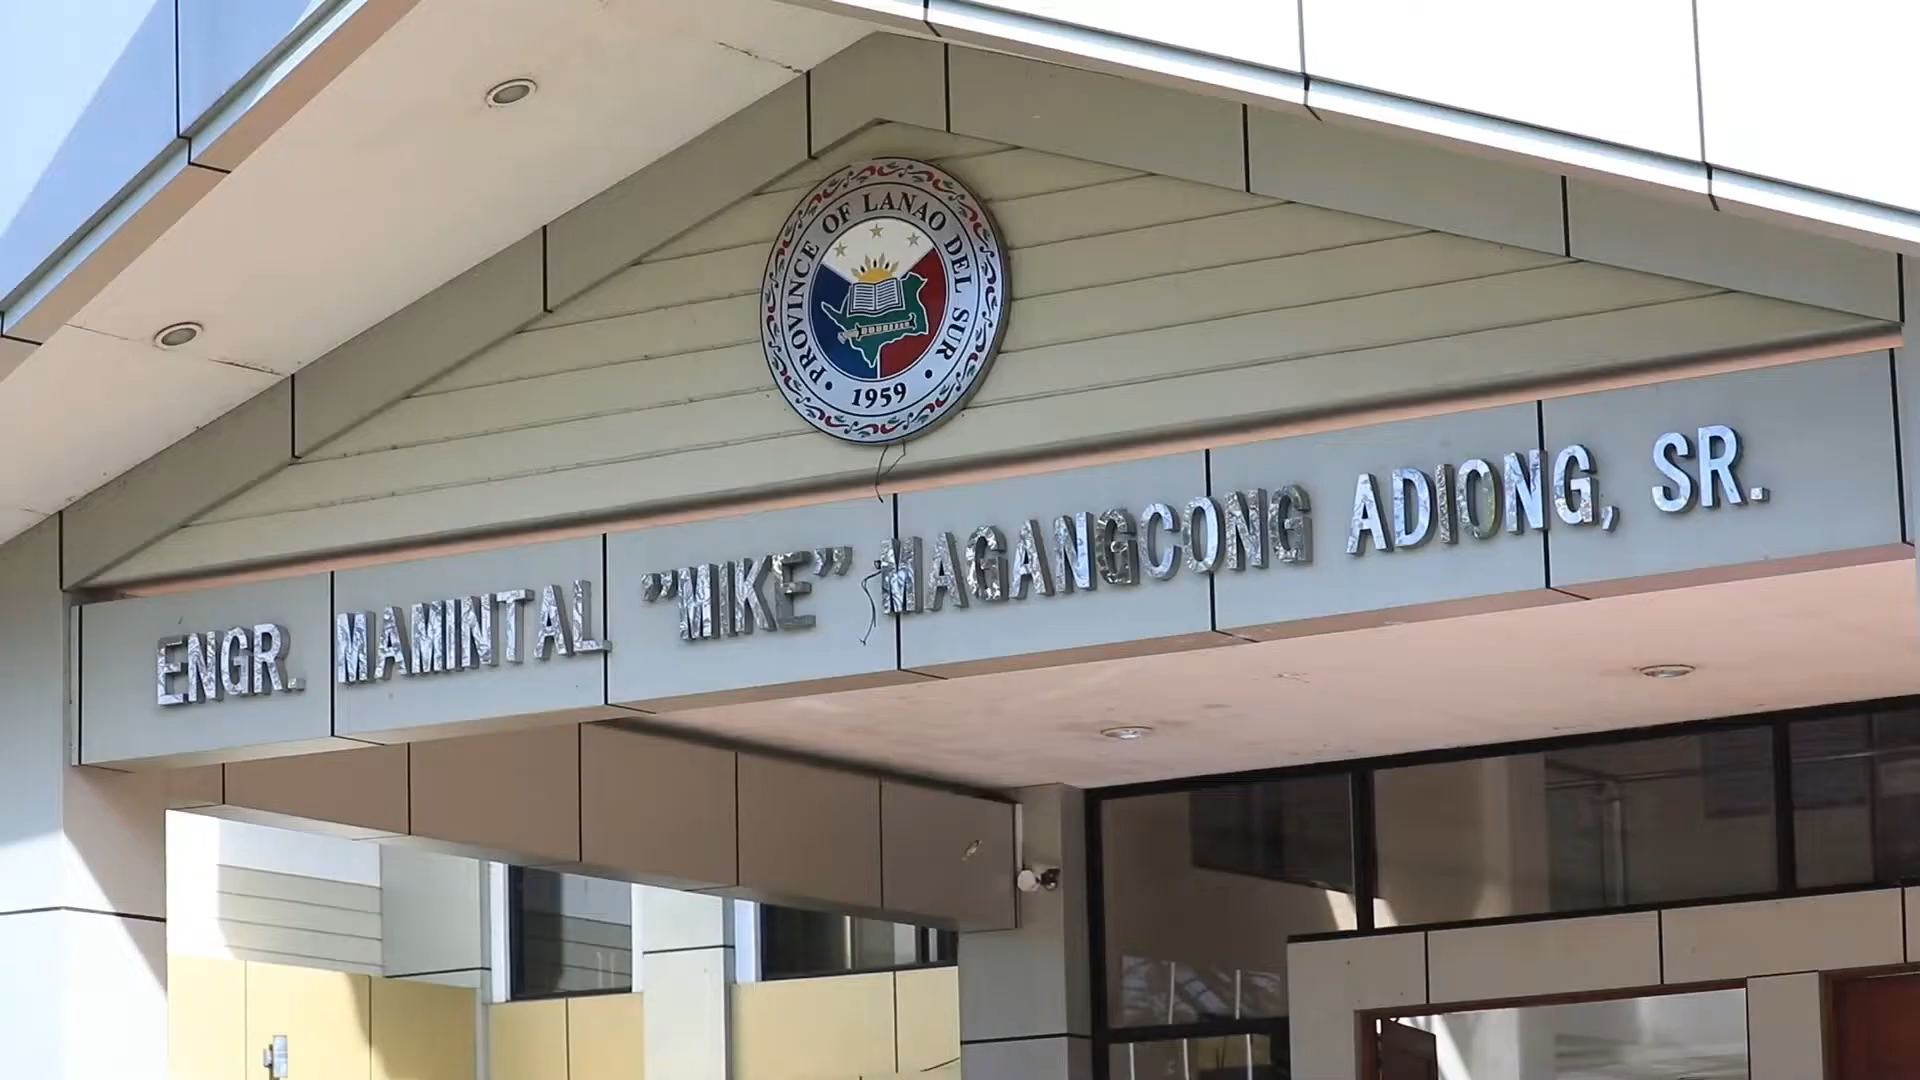 PROVINCE OF LANAO DEL SUR
1959
ENGR. MAMINTAL ”MIKE” MAGANGCONG ADIONG, SR.